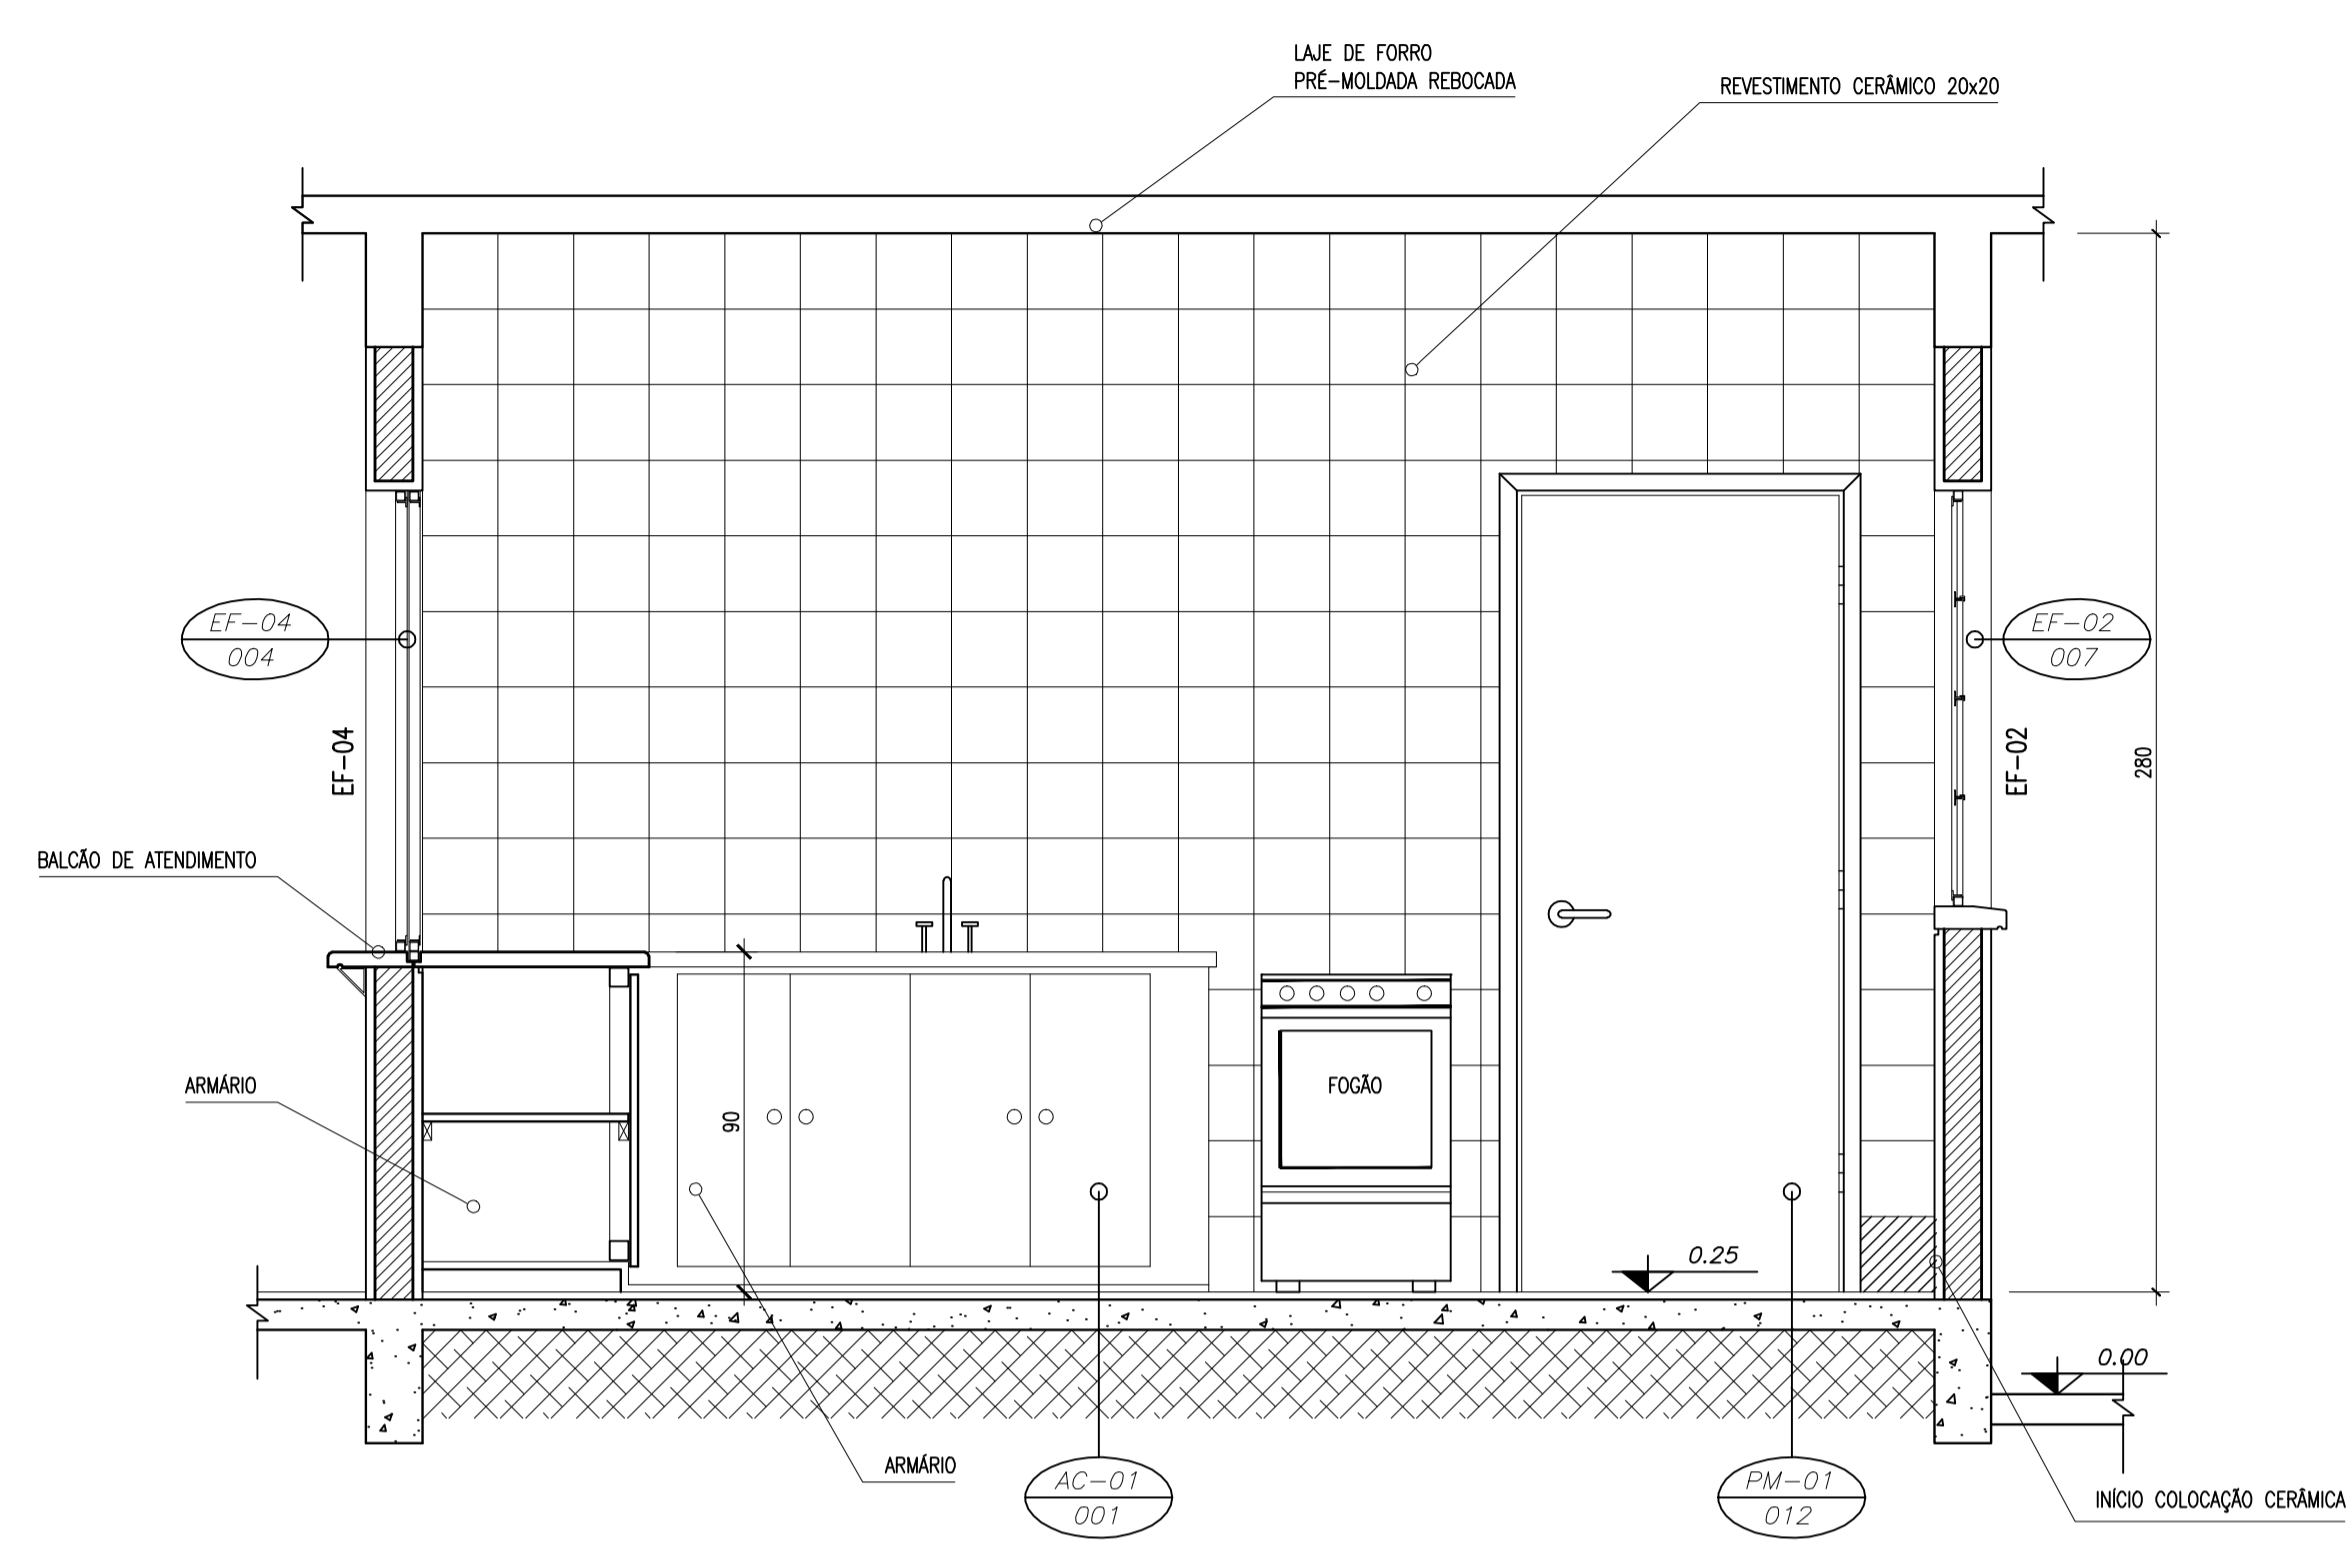 LAJE DE FORRO
PRÉ-MOLDADA REBOCADA
REVESTIMENTO CERÂMICO 20x20
EF-04
004
EF-02
007
EF-04
EF-02
280
BALCÃO DE ATENDIMENTO
ARMÁRIO
90
FOGÃO
0.25
0.00
ARMÁRIO
AC-01
001
PM-01
012
INÍCIO COLOCAÇÃO CERÂMICA